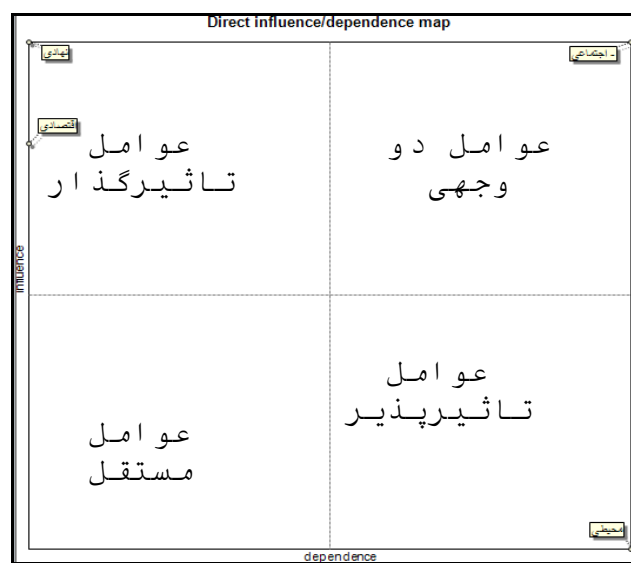 Direct influence/dependence map
نهادی
- اجتماعی
اقتصادی
عوامل
تاثیرگذار
عوامل دو
وجهی
influence
عوامل
تاثیرپذیر
عوامل
مستقل
محیطی
dependence